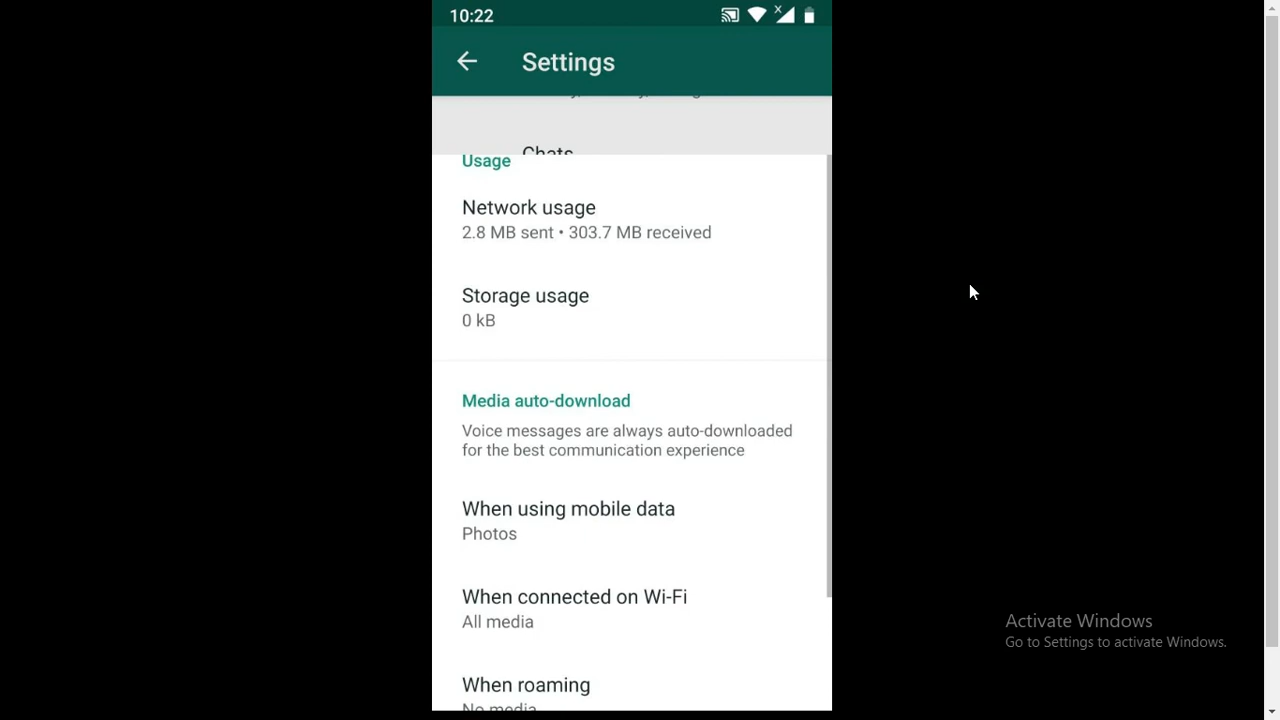 10:22
Settings
Chats
Usage
Network usage
2.8 MB sent • 303.7 MB received
Storage usage
0 kB
Media auto-download
Voice messages are always auto-downloaded
for the best communication experience
When using mobile data
Photos
When connected on Wi-Fi
All media
When roaming
No media
Activate Windows
Go to Settings to activate Windows.